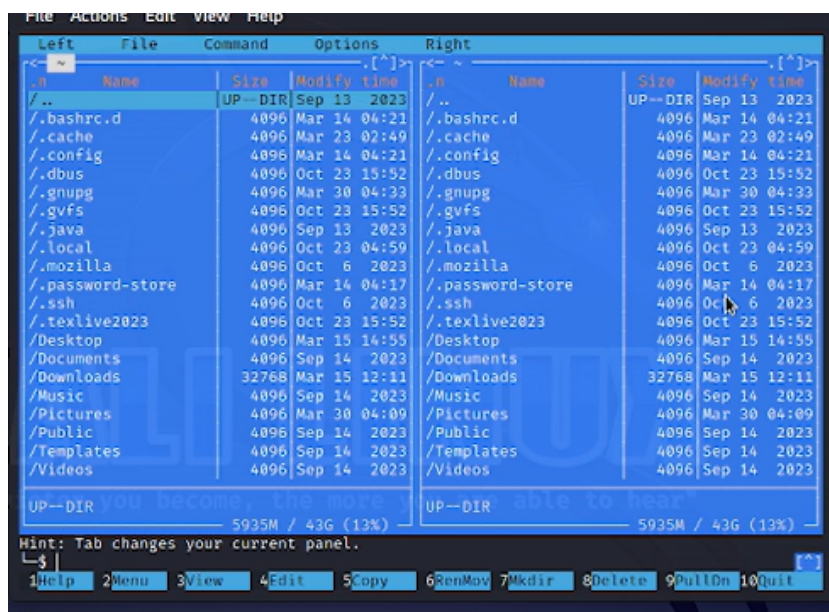 File Actions Edit View Help
Left File Command Options Right
<- ~ .[^]> <- ~ .[^]>
.n Name Size Modify time .n Name Size Modify time
/.. UP--DIR Sep 13 2023 /.. UP--DIR Sep 13 2023
/.bashrc.d 4096 Mar 14 04:21 /.bashrc.d 4096 Mar 14 04:21
/.cache 4096 Mar 23 02:49 /.cache 4096 Mar 23 02:49
/.config 4096 Mar 14 04:21 /.config 4096 Mar 14 04:21
/.dbus 4096 Oct 23 15:52 /.dbus 4096 Oct 23 15:52
/.gnupg 4096 Mar 30 04:33 /.gnupg 4096 Mar 30 04:33
/.gvfs 4096 Oct 23 15:52 /.gvfs 4096 Oct 23 15:52
/.java 4096 Sep 13 2023 /.java 4096 Sep 13 2023
/.local 4096 Oct 23 04:59 /.local 4096 Oct 23 04:59
/.mozilla 4096 Oct 6 2023 /.mozilla 4096 Oct 6 2023
/.password-store 4096 Mar 14 04:17 /.password-store 4096 Mar 14 04:17
/.ssh 4096 Oct 6 2023 /.ssh 4096 Oct 6 2023
/.texlive2023 4096 Oct 23 15:52 /.texlive2023 4096 Oct 23 15:52
/Desktop 4096 Mar 15 14:55 /Desktop 4096 Mar 15 14:55
/Documents 4096 Sep 14 2023 /Documents 4096 Sep 14 2023
/Downloads 32768 Mar 15 12:11 /Downloads 32768 Mar 15 12:11
/Music 4096 Sep 14 2023 /Music 4096 Sep 14 2023
/Pictures 4096 Mar 30 04:09 /Pictures 4096 Mar 30 04:09
/Public 4096 Sep 14 2023 /Public 4096 Sep 14 2023
/Templates 4096 Sep 14 2023 /Templates 4096 Sep 14 2023
/Videos 4096 Sep 14 2023 /Videos 4096 Sep 14 2023
you become, the more you are able to hear"
UP--DIR UP--DIR
5935M / 43G (13%) 5935M / 43G (13%)
Hint: Tab changes your current panel.
└─$ [^]
1Help 2Menu 3View 4Edit 5Copy 6RenMov 7Mkdir 8Delete 9PullDn 10Quit